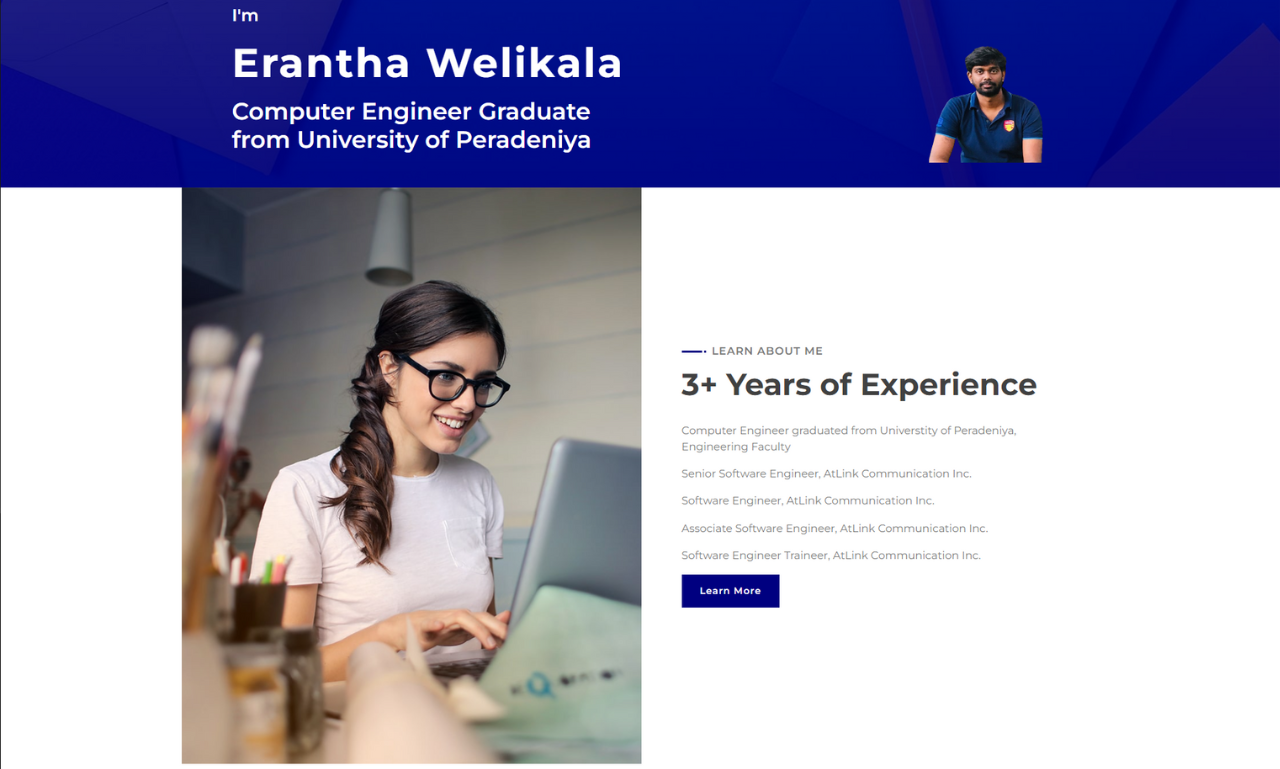 I'm
Erantha Welikala
Computer Engineer Graduate
from University of Peradeniya
LEARN ABOUT ME
3+ Years of Experience
Computer Engineer graduated from Universtity of Peradeniya,
Engineering Faculty
Senior Software Engineer, AtLink Communication Inc.
Software Engineer, AtLink Communication Inc.
Associate Software Engineer, AtLink Communication Inc.
Software Engineer Traineer, AtLink Communication Inc.
Learn More